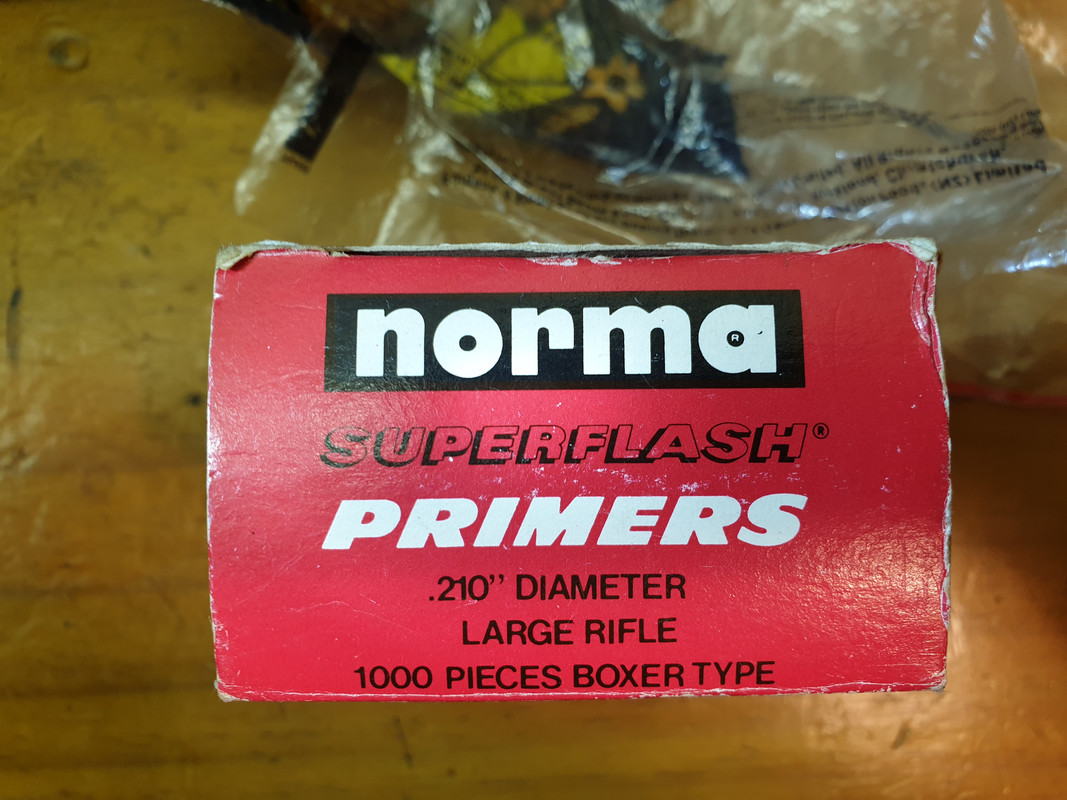 norma
SUPERFLASH®
PRIMERS
.210'' DIAMETER
LARGE RIFLE
1000 PIECES BOXER TYPE